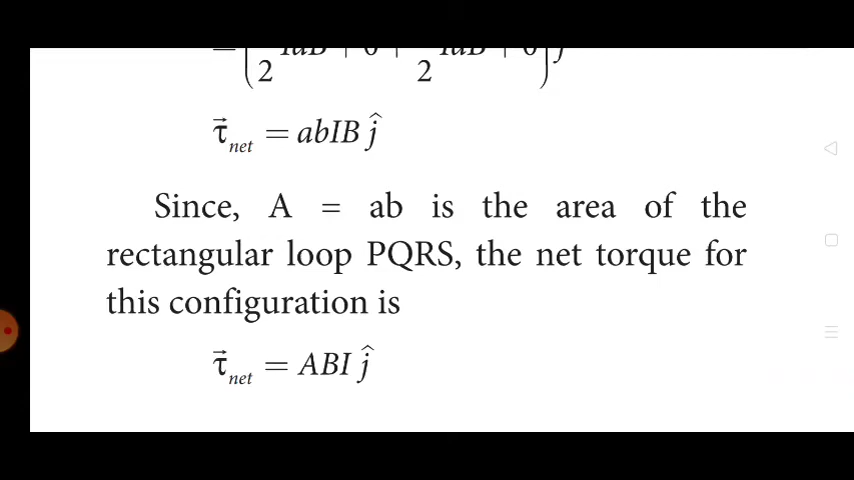 τ⃗net = abIB ĵ
Since, A = ab is the area of the
rectangular loop PQRS, the net torque for
this configuration is
τ⃗net = ABI ĵ